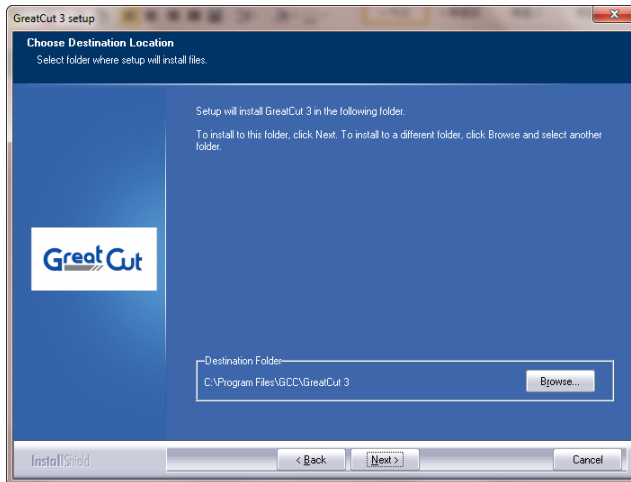 GreatCut 3 setup
Choose Destination Location
Select folder where setup will install files.
Setup will install GreatCut 3 in the following folder.
To install to this folder, click Next. To install to a different folder, click Browse and select another
folder.
Great Cut
Destination Folder
C:\Program Files\GCC\GreatCut 3
Browse...
InstallShield
< Back
Next >
Cancel